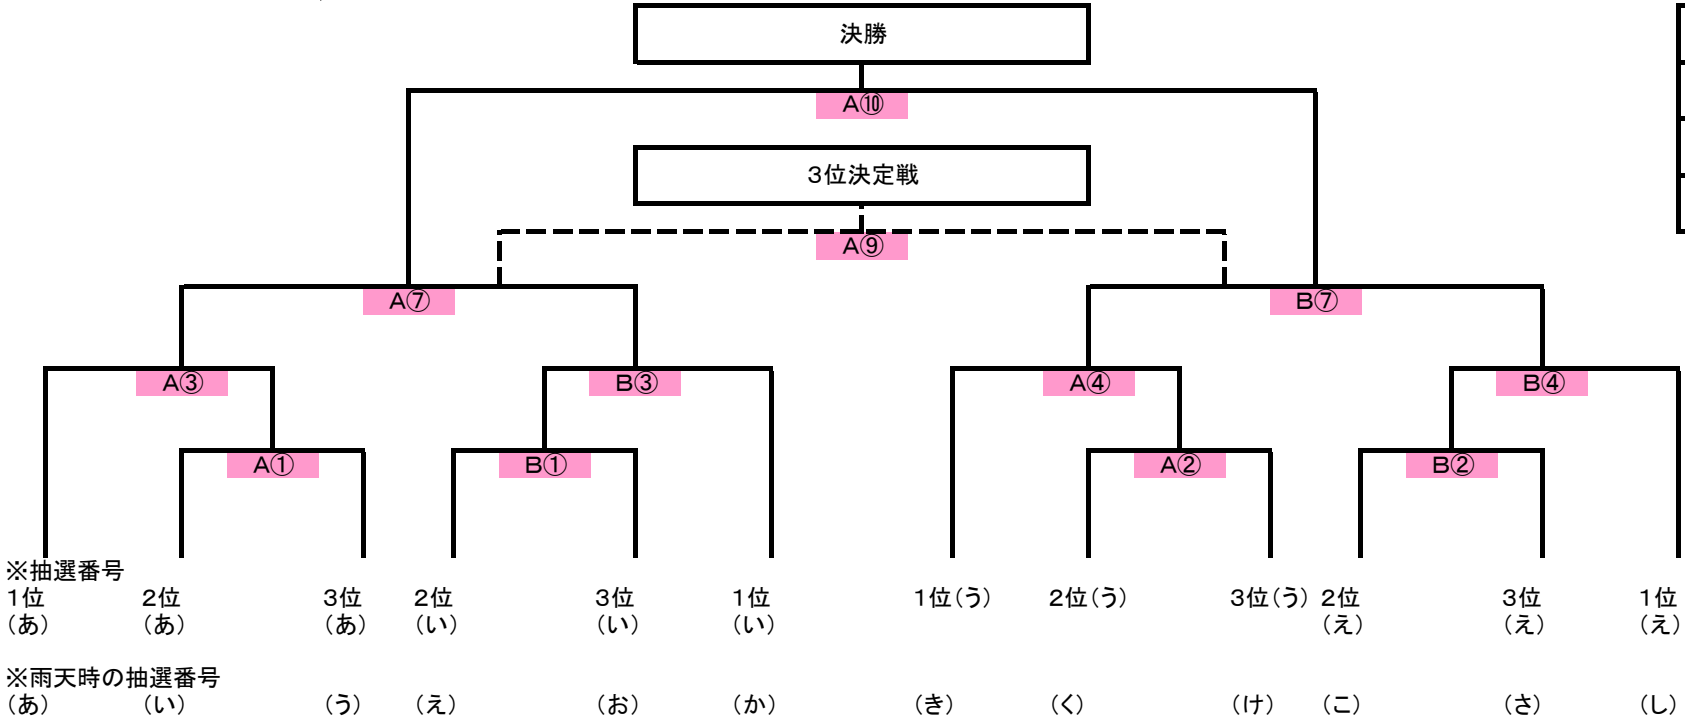 決勝
A⑩
3位決定戦
A⑨
A⑦ B⑦
A③ B③ A④ B④
A① B① A② B②
※抽選番号
1位 2位 3位 2位 3位 1位 1位(う) 2位(う) 3位(う) 2位 3位 1位
(あ) (あ) (あ) (い) (い) (い) (え) (え) (え)
※雨天時の抽選番号
(あ) (い) (う) (え) (お) (か) (き) (く) (け) (こ) (さ) (し)